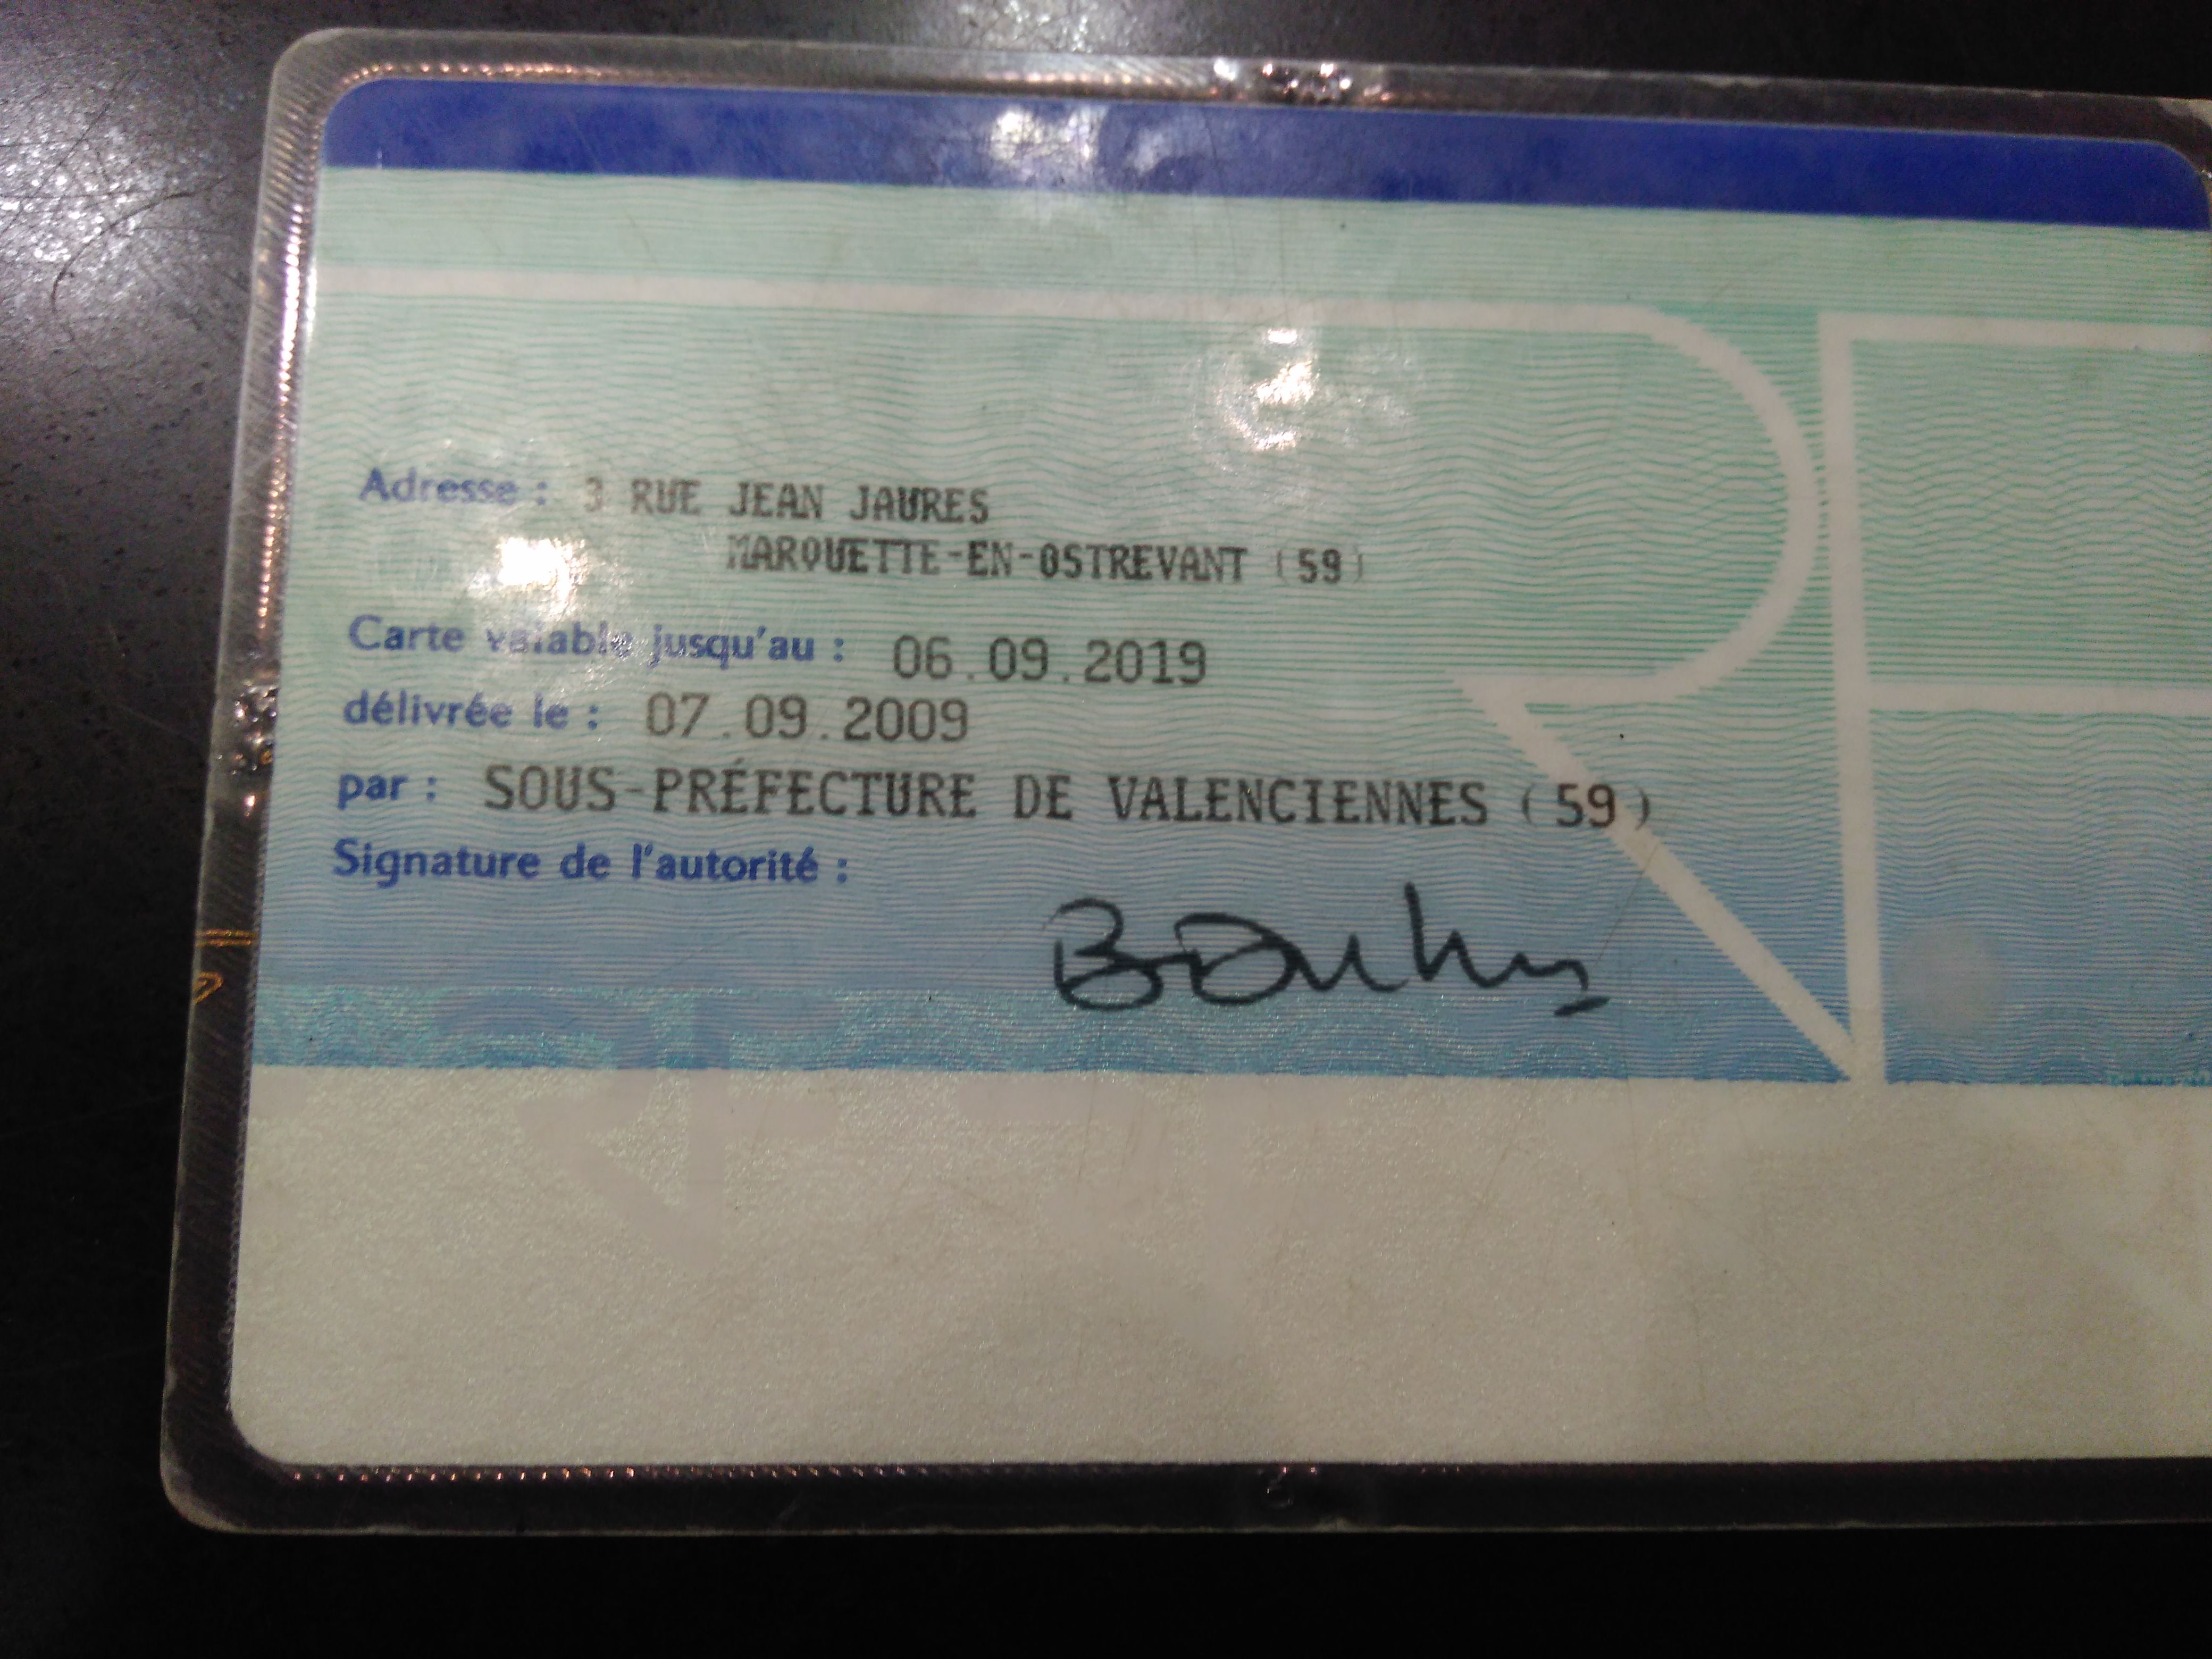 Adresse : 3 RUE JEAN JAURES
MARQUETTE-EN-OSTREVANT (59)
Carte valable jusqu'au : 06.09.2019
délivrée le : 07.09.2009
par : SOUS-PRÉFECTURE DE VALENCIENNES (59)
Signature de l'autorité :
RF